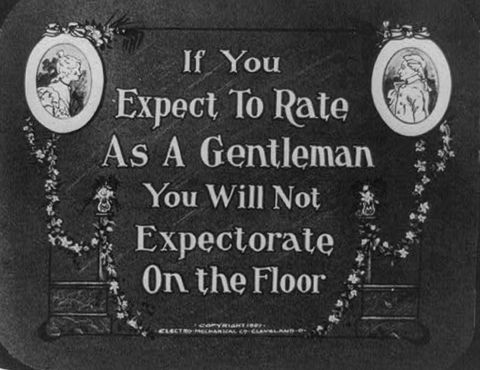 If You
Expect To Rate
As A Gentleman
You Will Not
Expectorate
On the Floor
COPYRIGHT 1907
ELECTRO-MECHANICAL CO. CLEVELAND-O-